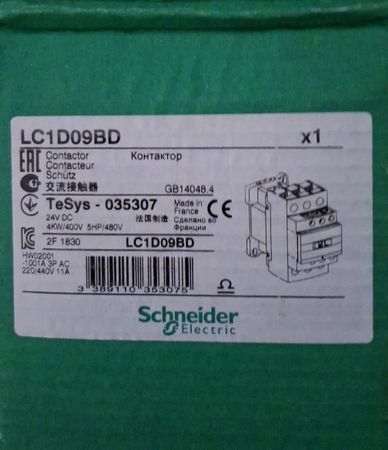 LC1D09BD x1
EAC Contactor Контактор
Contacteur
Schütz
交流接触器 GB14048.4
TeSys - 035307 Made in France CE
24V DC 法国制造 Сделано во Франции
4KW/400V 5HP/480V
2F 1830 LC1D09BD
HW02001
-1001A 3P AC
220/440V 11A
3 389110 353075
Schneider
Electric